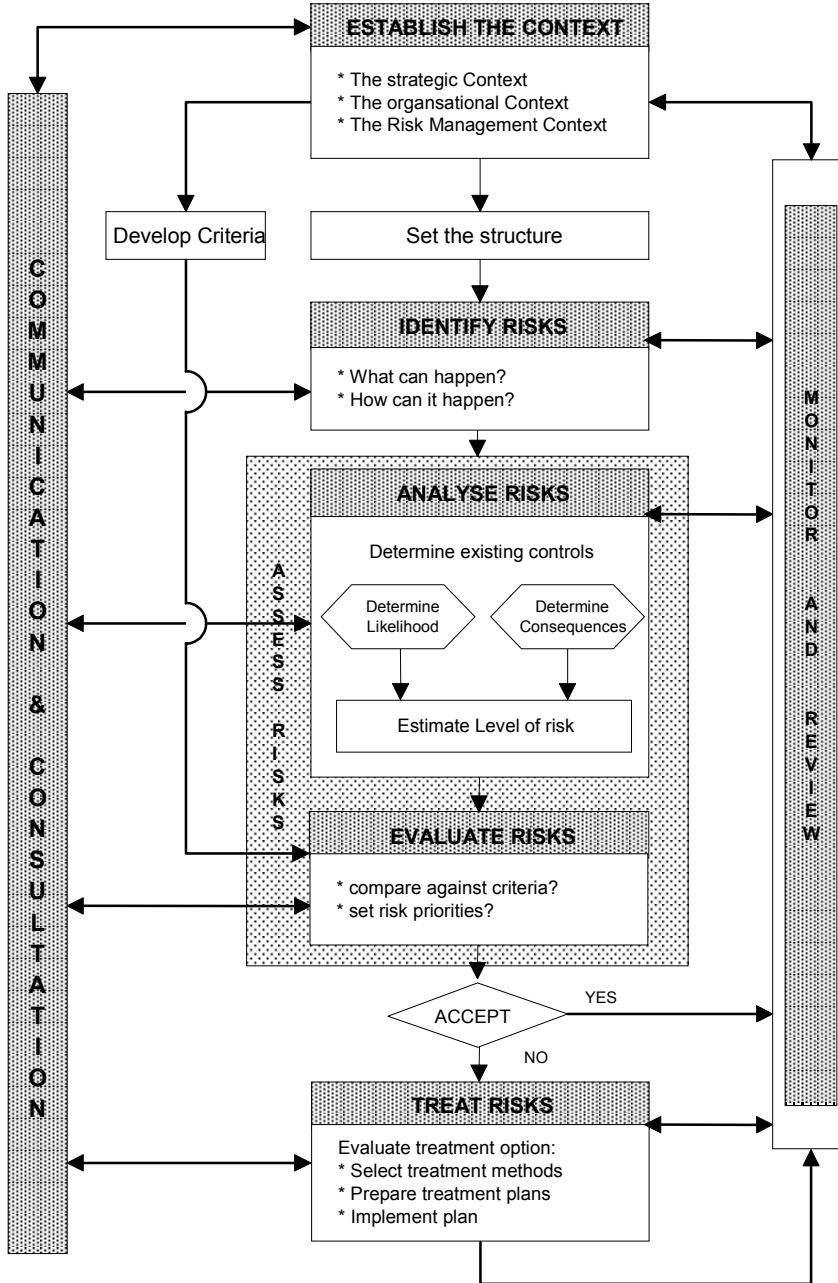 ESTABLISH THE CONTEXT
* The strategic Context
* The organsational Context
* The Risk Management Context
Develop Criteria
Set the structure
IDENTIFY RISKS
* What can happen?
* How can it happen?
ANALYSE RISKS
Determine existing controls
Determine
Likelihood
Determine
Consequences
Estimate Level of risk
EVALUATE RISKS
* compare against criteria?
* set risk priorities?
ASSESS RISKS
ACCEPT
YES
NO
TREAT RISKS
Evaluate treatment option:
* Select treatment methods
* Prepare treatment plans
* Implement plan
COMMUNICATION & CONSULTATION
MONITOR AND REVIEW